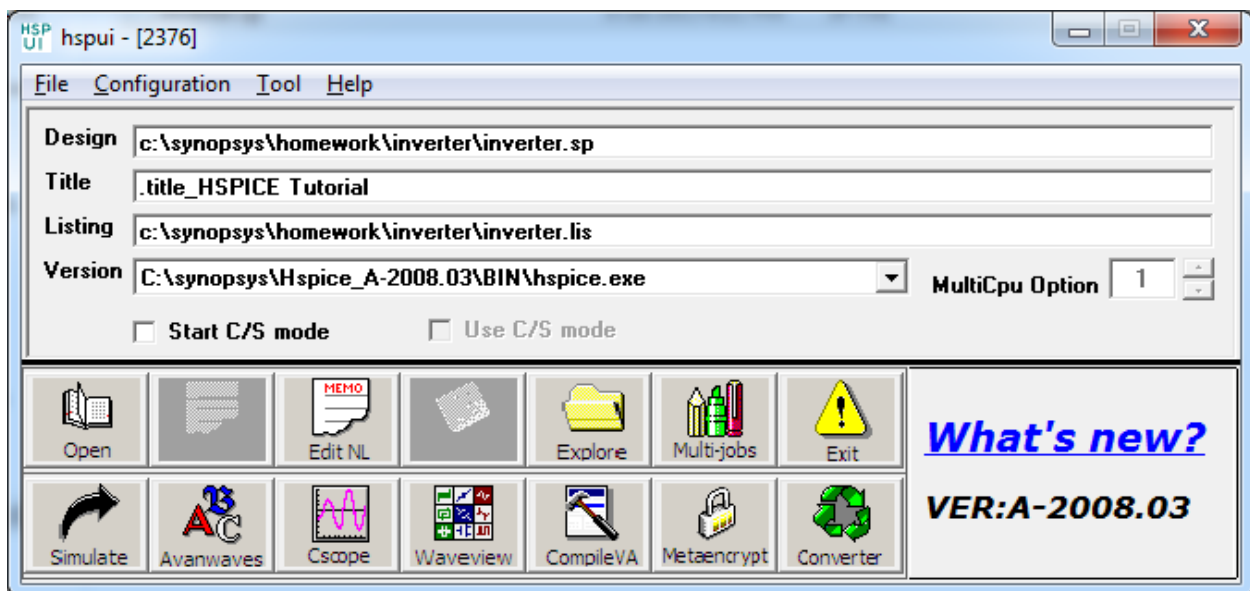 HSP UI hspui - [2376]
File Configuration Tool Help
Design c:\synopsys\homework\inverter\inverter.sp
Title .title_HSPICE Tutorial
Listing c:\synopsys\homework\inverter\inverter.lis
Version C:\synopsys\Hspice_A-2008.03\BIN\hspice.exe MultiCpu Option 1
Start C/S mode Use C/S mode
MEMO
Open Edit NL Explore Multi-jobs Exit
What's new?
VER:A-2008.03
A B C
Simulate Avanwaves Cscope Waveview CompileVA Metaencrypt Converter